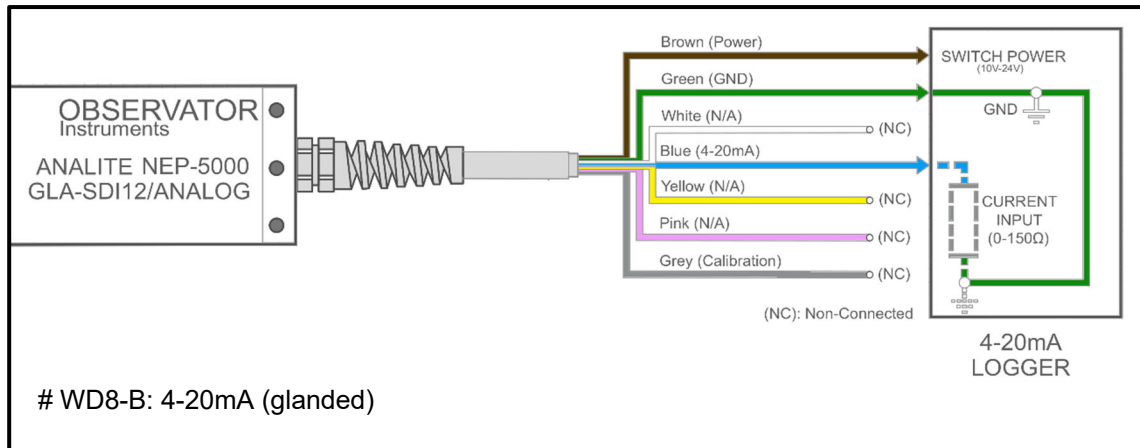 OBSERVATOR
Instruments
ANALITE NEP-5000
GLA-SDI12/ANALOG
Brown (Power)
Green (GND)
White (N/A)
(NC)
Blue (4-20mA)
Yellow (N/A)
(NC)
Pink (N/A)
(NC)
Grey (Calibration)
(NC)
(NC): Non-Connected
SWITCH POWER
(10V-24V)
GND
CURRENT
INPUT
(0-150Ω)
4-20mA
LOGGER
# WD8-B: 4-20mA (glanded)